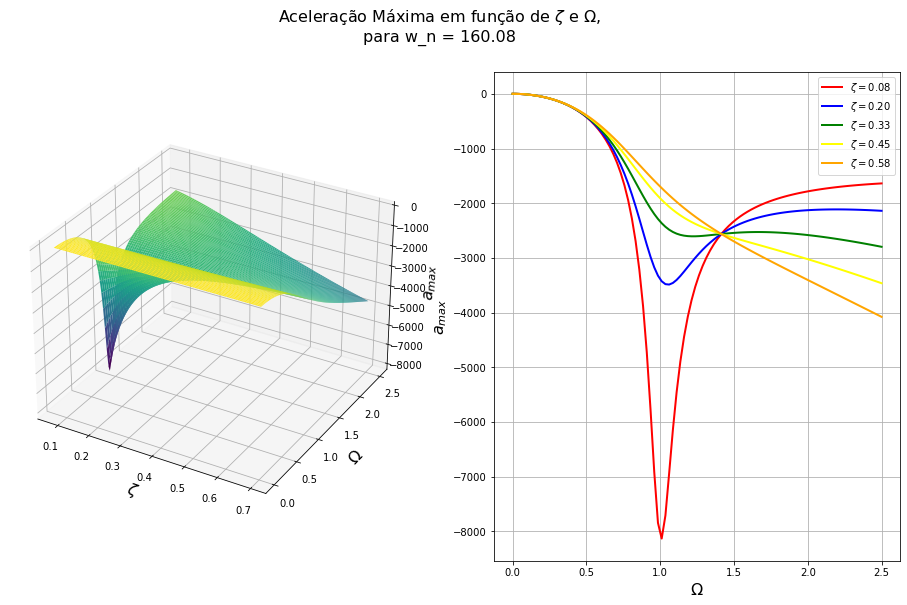 Aceleração Máxima em função de ζ e Ω,
para w_n = 160.08
0
-1000
-2000
-3000
-4000
-5000
-6000
-7000
-8000
a_max
0.1
0.2
0.3
0.4
0.5
0.6
0.7
ζ
0.0
0.5
1.0
1.5
2.0
2.5
Ω
a_max
0
-1000
-2000
-3000
-4000
-5000
-6000
-7000
-8000
ζ = 0.08
ζ = 0.20
ζ = 0.33
ζ = 0.45
ζ = 0.58
0.0 0.5 1.0 1.5 2.0 2.5
Ω